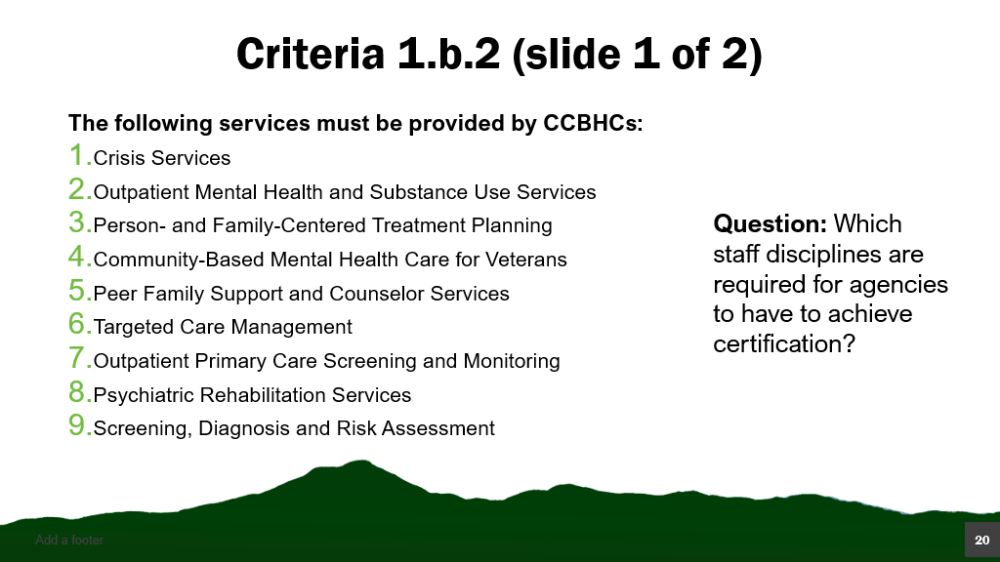 Criteria 1.b.2 (slide 1 of 2)
The following services must be provided by CCBHCs:
1.Crisis Services
2.Outpatient Mental Health and Substance Use Services
3.Person- and Family-Centered Treatment Planning
4.Community-Based Mental Health Care for Veterans
5.Peer Family Support and Counselor Services
6.Targeted Care Management
7.Outpatient Primary Care Screening and Monitoring
8.Psychiatric Rehabilitation Services
9.Screening, Diagnosis and Risk Assessment
Question: Which
staff disciplines are
required for agencies
to have to achieve
certification?
Add a footer
20